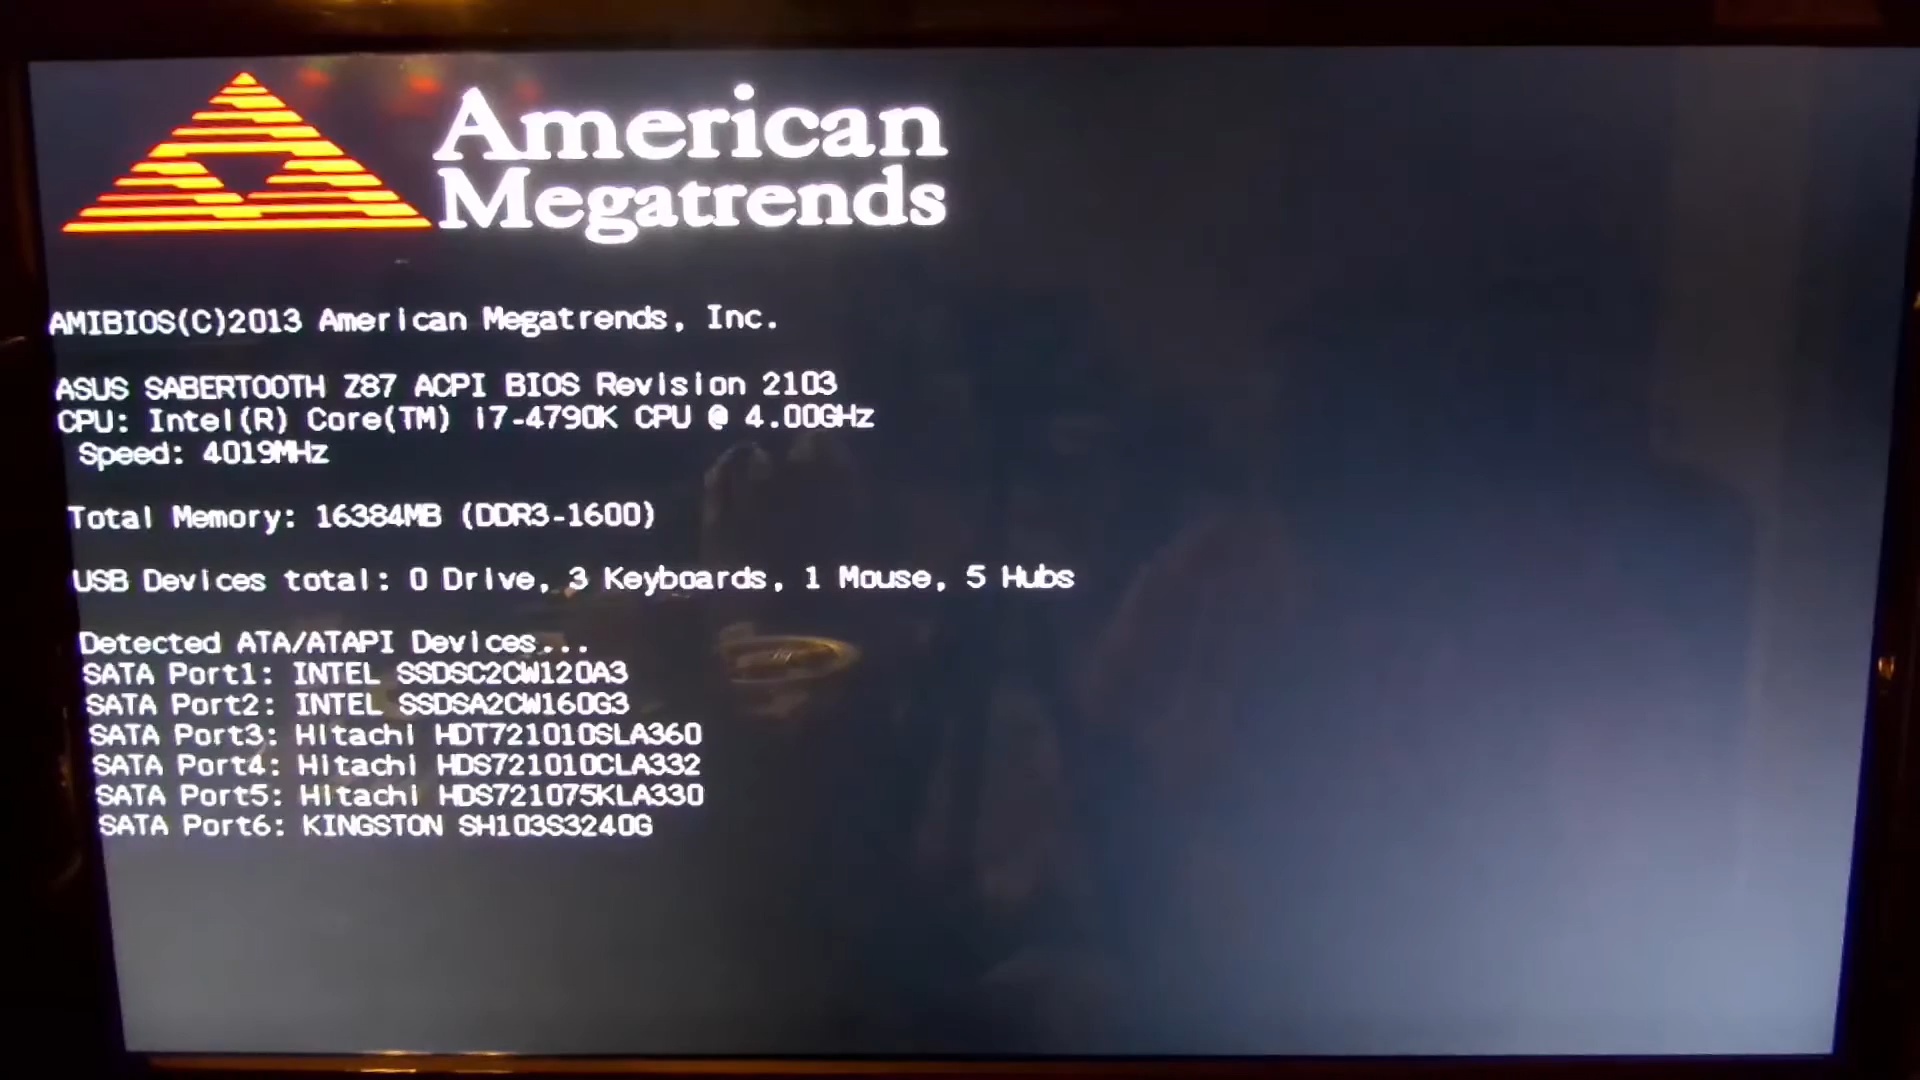 American
Megatrends
AMIBIOS(C)2013 American Megatrends, Inc.
ASUS SABERTOOTH Z87 ACPI BIOS Revision 2103
CPU: Intel(R) Core(TM) i7-4790K CPU @ 4.00GHz
Speed: 4019MHz
Total Memory: 16384MB (DDR3-1600)
USB Devices total: 0 Drive, 3 Keyboards, 1 Mouse, 5 Hubs
Detected ATA/ATAPI Devices...
SATA Port1: INTEL SSDSC2CW120A3
SATA Port2: INTEL SSDSA2CW160G3
SATA Port3: Hitachi HDT721010SLA360
SATA Port4: Hitachi HDS721010CLA332
SATA Port5: Hitachi HDS721075KLA330
SATA Port6: KINGSTON SH103S3240G